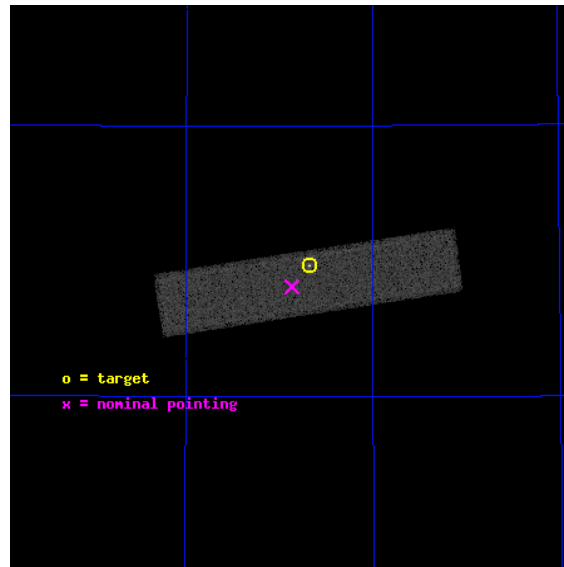 o = target
x = nominal pointing